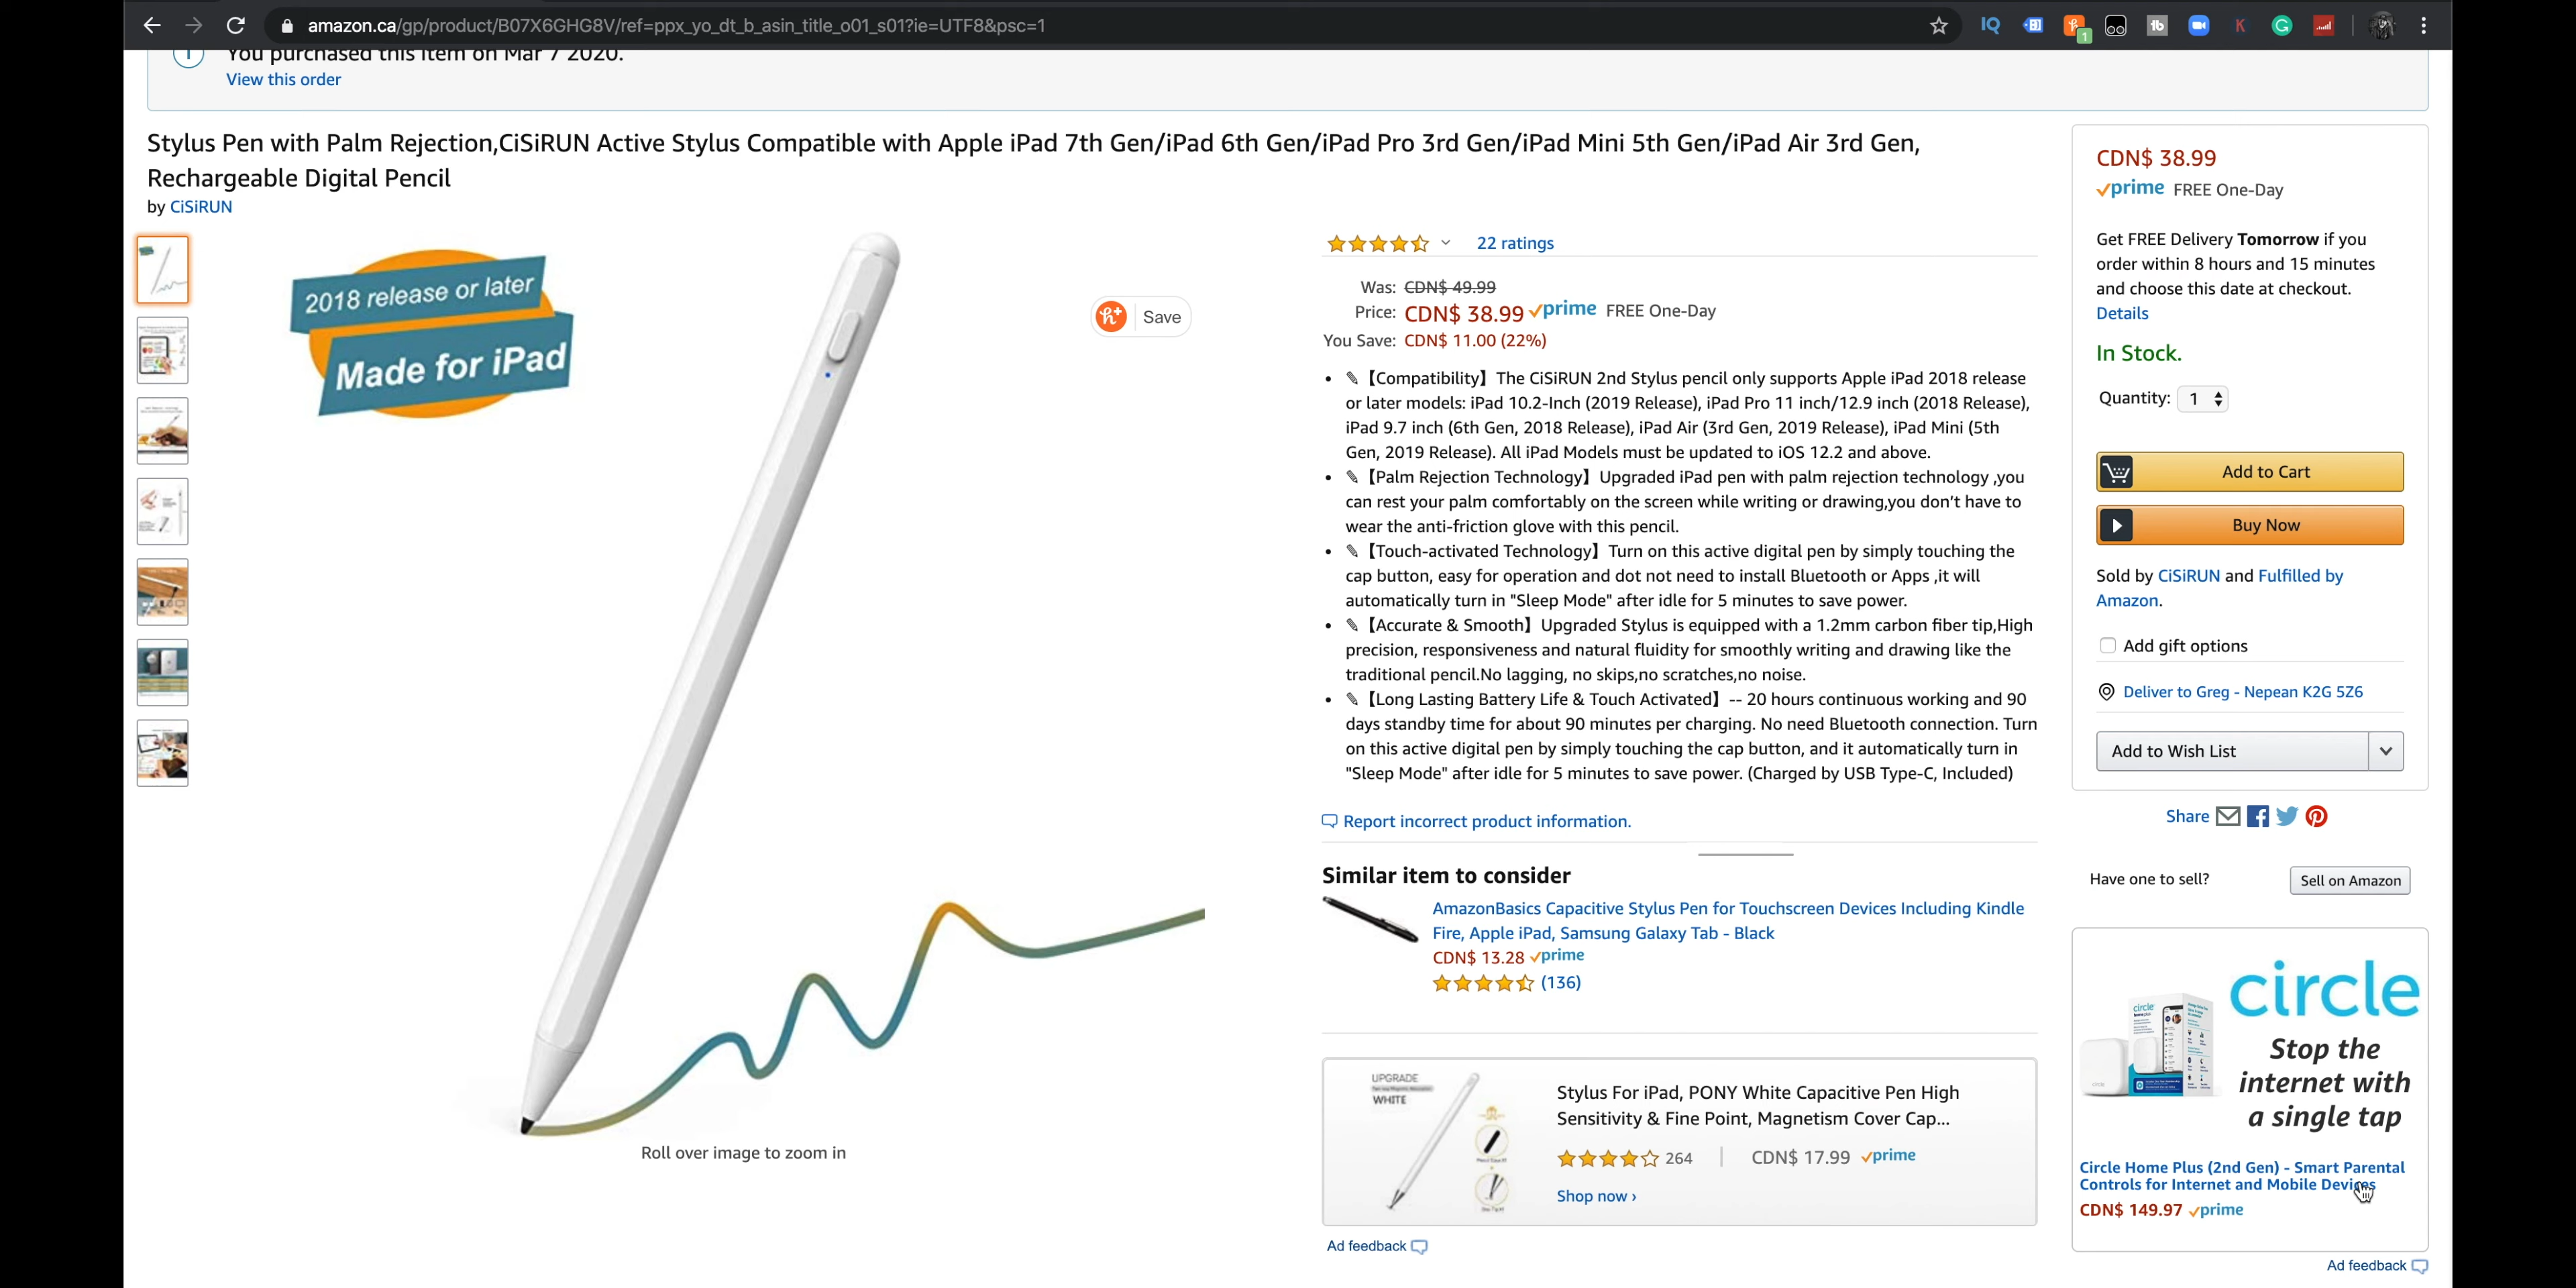 amazon.ca/gp/product/B07X6GHG8V/ref=ppx_yo_dt_b_asin_title_o01_s01?ie=UTF8&psc=1
You purchased this item on Mar 7 2020.
View this order
Stylus Pen with Palm Rejection,CiSiRUN Active Stylus Compatible with Apple iPad 7th Gen/iPad 6th Gen/iPad Pro 3rd Gen/iPad Mini 5th Gen/iPad Air 3rd Gen,
Rechargeable Digital Pencil
by CiSiRUN
2018 release or later
Made for iPad
Save
Roll over image to zoom in
22 ratings
Was: CDN$ 49.99
Price: CDN$ 38.99 prime FREE One-Day
You Save: CDN$ 11.00 (22%)
• ✎【Compatibility】The CiSiRUN 2nd Stylus pencil only supports Apple iPad 2018 release
or later models: iPad 10.2-Inch (2019 Release), iPad Pro 11 inch/12.9 inch (2018 Release),
iPad 9.7 inch (6th Gen, 2018 Release), iPad Air (3rd Gen, 2019 Release), iPad Mini (5th
Gen, 2019 Release). All iPad Models must be updated to iOS 12.2 and above.
• ✎【Palm Rejection Technology】Upgraded iPad pen with palm rejection technology ,you
can rest your palm comfortably on the screen while writing or drawing,you don't have to
wear the anti-friction glove with this pencil.
• ✎【Touch-activated Technology】Turn on this active digital pen by simply touching the
cap button, easy for operation and dot not need to install Bluetooth or Apps ,it will
automatically turn in "Sleep Mode" after idle for 5 minutes to save power.
• ✎【Accurate & Smooth】Upgraded Stylus is equipped with a 1.2mm carbon fiber tip,High
precision, responsiveness and natural fluidity for smoothly writing and drawing like the
traditional pencil.No lagging, no skips,no scratches,no noise.
• ✎【Long Lasting Battery Life & Touch Activated】-- 20 hours continuous working and 90
days standby time for about 90 minutes per charging. No need Bluetooth connection. Turn
on this active digital pen by simply touching the cap button, and it automatically turn in
"Sleep Mode" after idle for 5 minutes to save power. (Charged by USB Type-C, Included)
Report incorrect product information.
Similar item to consider
AmazonBasics Capacitive Stylus Pen for Touchscreen Devices Including Kindle
Fire, Apple iPad, Samsung Galaxy Tab - Black
CDN$ 13.28 prime
(136)
UPGRADE
WHITE
Stylus For iPad, PONY White Capacitive Pen High
Sensitivity & Fine Point, Magnetism Cover Cap...
264 | CDN$ 17.99 prime
Shop now ›
Ad feedback
CDN$ 38.99
prime FREE One-Day
Get FREE Delivery Tomorrow if you
order within 8 hours and 15 minutes
and choose this date at checkout.
Details
In Stock.
Quantity: 1
Add to Cart
Buy Now
Sold by CiSiRUN and Fulfilled by
Amazon.
Add gift options
Deliver to Greg - Nepean K2G 5Z6
Add to Wish List
Share
Have one to sell? Sell on Amazon
circle
circle
Stop the
internet with
a single tap
Circle Home Plus (2nd Gen) - Smart Parental
Controls for Internet and Mobile Devices
CDN$ 149.97 prime
Ad feedback